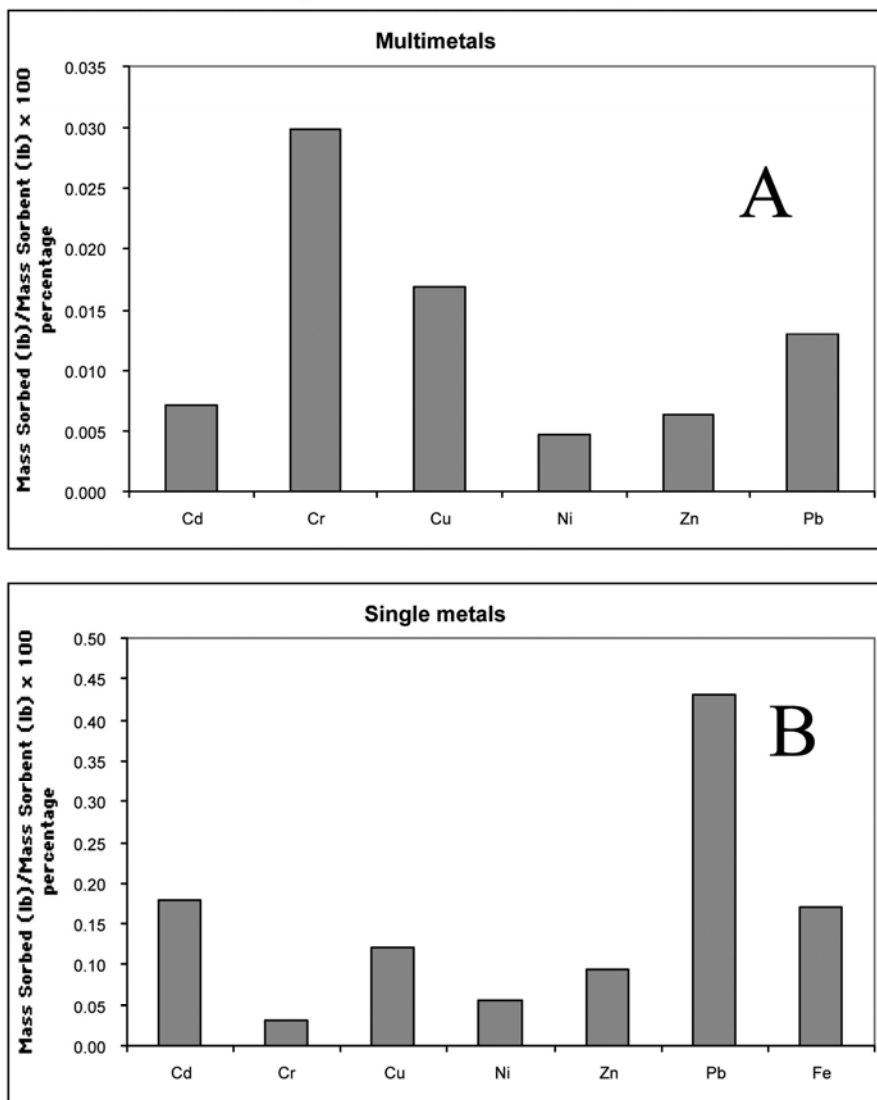 Multimetals
Mass Sorbed (lb)/Mass Sorbent (lb) x 100
percentage
0.035
0.030
0.025
0.020
0.015
0.010
0.005
0.000
A
Cd Cr Cu Ni Zn Pb
Single metals
Mass Sorbed (lb)/Mass Sorbent (lb) x 100
percentage
0.50
0.45
0.40
0.35
0.30
0.25
0.20
0.15
0.10
0.05
0.00
B
Cd Cr Cu Ni Zn Pb Fe